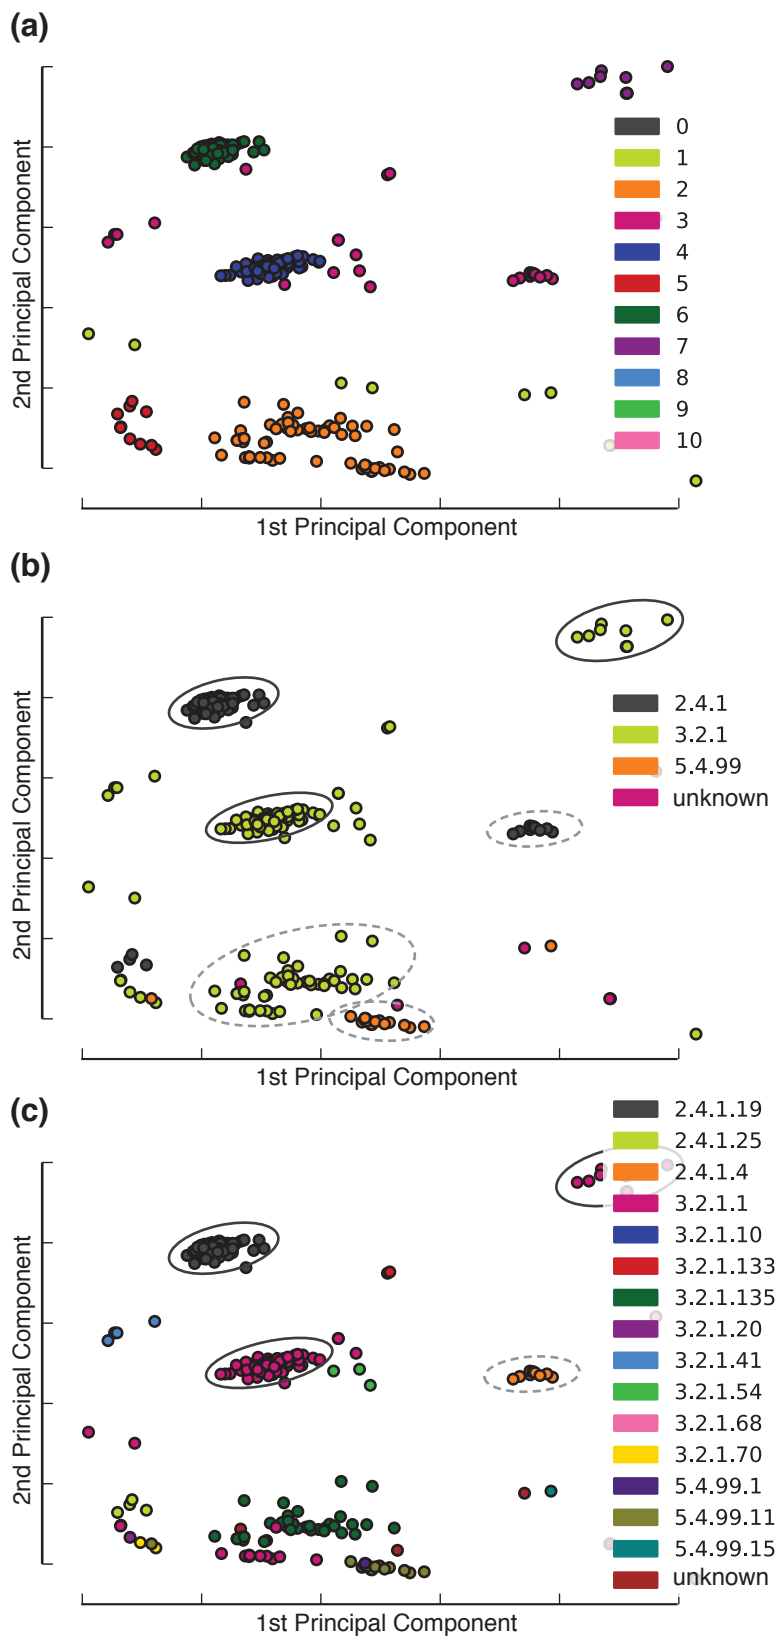 (a)
2nd Principal Component
0
1
2
3
4
5
6
7
8
9
10
1st Principal Component
(b)
2nd Principal Component
2.4.1
3.2.1
5.4.99
unknown
1st Principal Component
(c)
2nd Principal Component
2.4.1.19
2.4.1.25
2.4.1.4
3.2.1.1
3.2.1.10
3.2.1.133
3.2.1.135
3.2.1.20
3.2.1.41
3.2.1.54
3.2.1.68
3.2.1.70
5.4.99.1
5.4.99.11
5.4.99.15
unknown
1st Principal Component